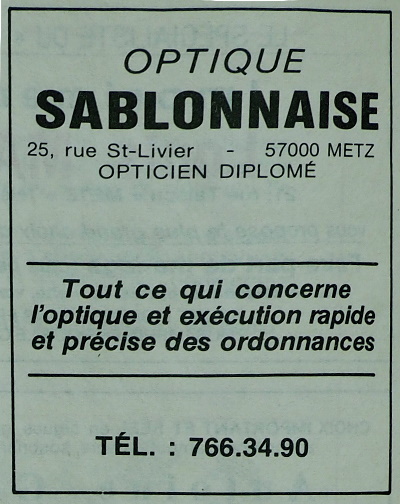 OPTIQUE
SABLONNAISE
25, rue St-Livier - 57000 METZ
OPTICIEN DIPLOMÉ
Tout ce qui concerne
l'optique et exécution rapide
et précise des ordonnances
TÉL. : 766.34.90